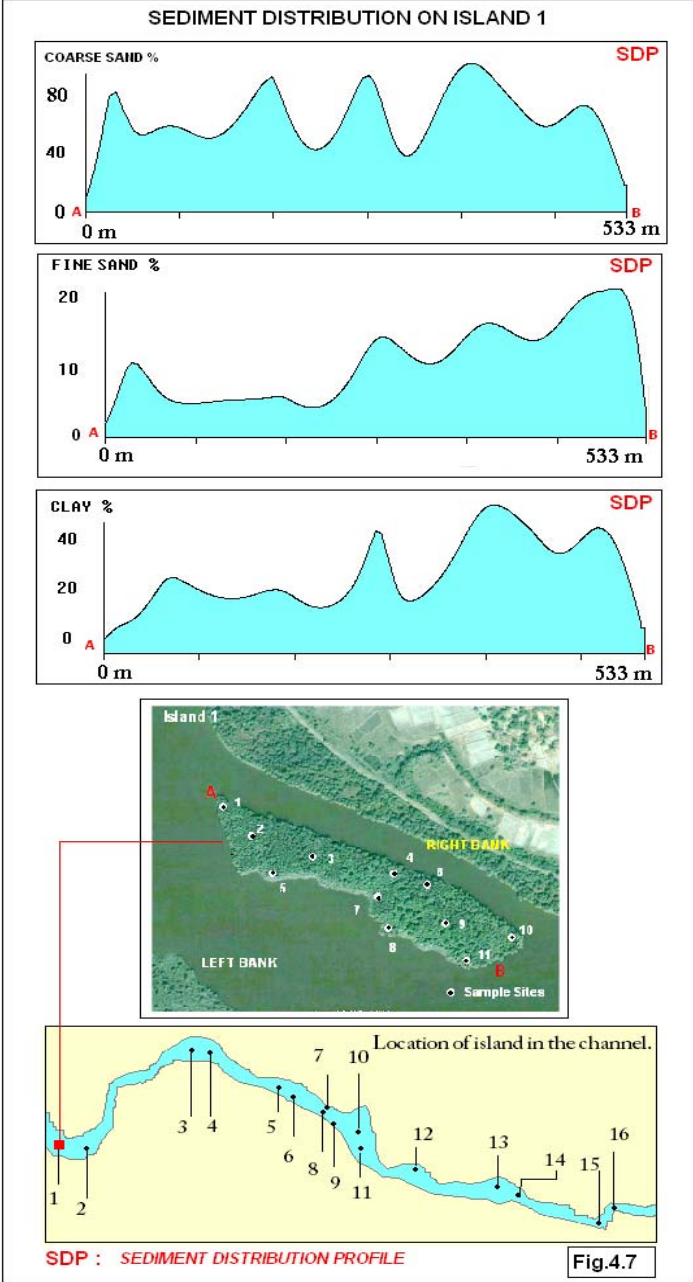 SEDIMENT DISTRIBUTION ON ISLAND 1
COARSE SAND %
SDP
80
40
0 A
B
0 m
533 m
FINE SAND %
SDP
20
10
0 A
B
0 m
533 m
CLAY %
SDP
40
20
0 A
B
0 m
533 m
Island 1
A
1
2
3
4
RIGHT BANK
5
6
7
8
9
10
11
B
LEFT BANK
Sample Sites
Location of island in the channel.
7
10
3
4
5
6
8
9
11
12
13
14
15
16
1
2
SDP : SEDIMENT DISTRIBUTION PROFILE
Fig.4.7